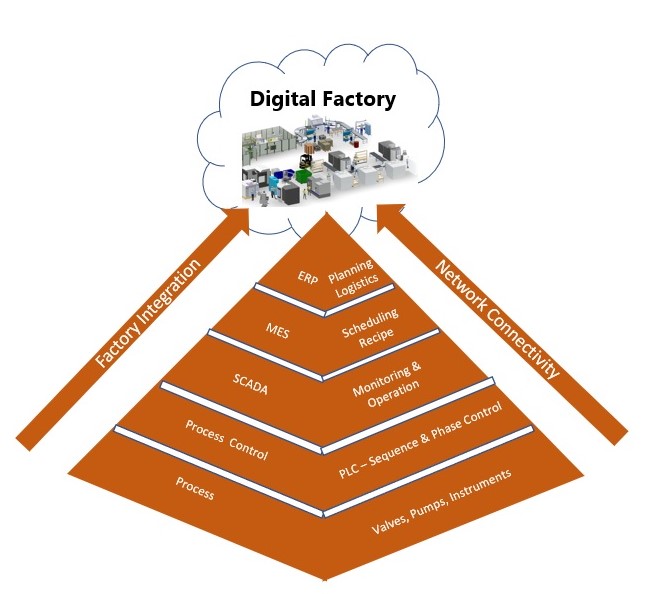 Digital Factory
Factory Integration
Network Connectivity
ERP
Planning
Logistics
MES
Scheduling
Recipe
SCADA
Monitoring &
Operation
Process Control
PLC – Sequence & Phase Control
Process
Valves, Pumps, Instruments